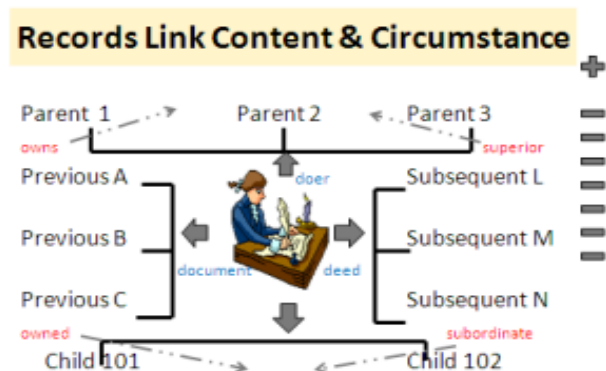 Records Link Content & Circumstance
Parent 1 Parent 2 Parent 3
owns superior
doer
Previous A Subsequent L
Previous B Subsequent M
document deed
Previous C Subsequent N
owned subordinate
Child 101 Child 102